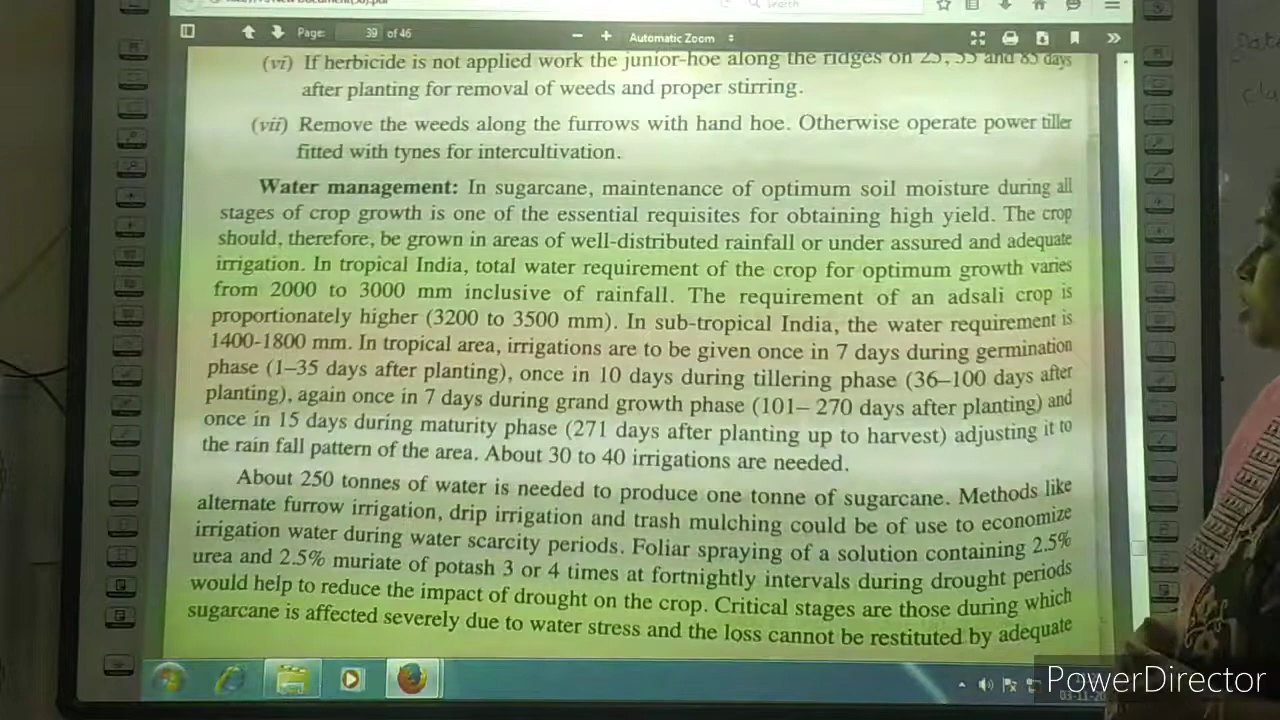 Search
Page: 39 of 46
Automatic Zoom
(vi) If herbicide is not applied work the junior-hoe along the ridges on 25, 55 and 85 days
after planting for removal of weeds and proper stirring.
(vii) Remove the weeds along the furrows with hand hoe. Otherwise operate power tiller
fitted with tynes for intercultivation.
Water management: In sugarcane, maintenance of optimum soil moisture during all
stages of crop growth is one of the essential requisites for obtaining high yield. The crop
should, therefore, be grown in areas of well-distributed rainfall or under assured and adequate
irrigation. In tropical India, total water requirement of the crop for optimum growth varies
from 2000 to 3000 mm inclusive of rainfall. The requirement of an adsali crop is
proportionately higher (3200 to 3500 mm). In sub-tropical India, the water requirement is
1400-1800 mm. In tropical area, irrigations are to be given once in 7 days during germination
phase (1–35 days after planting), once in 10 days during tillering phase (36–100 days after
planting), again once in 7 days during grand growth phase (101– 270 days after planting) and
once in 15 days during maturity phase (271 days after planting up to harvest) adjusting it to
the rain fall pattern of the area. About 30 to 40 irrigations are needed.
About 250 tonnes of water is needed to produce one tonne of sugarcane. Methods like
alternate furrow irrigation, drip irrigation and trash mulching could be of use to economize
irrigation water during water scarcity periods. Foliar spraying of a solution containing 2.5%
urea and 2.5% muriate of potash 3 or 4 times at fortnightly intervals during drought periods
would help to reduce the impact of drought on the crop. Critical stages are those during which
sugarcane is affected severely due to water stress and the loss cannot be restituted by adequate
PowerDirector